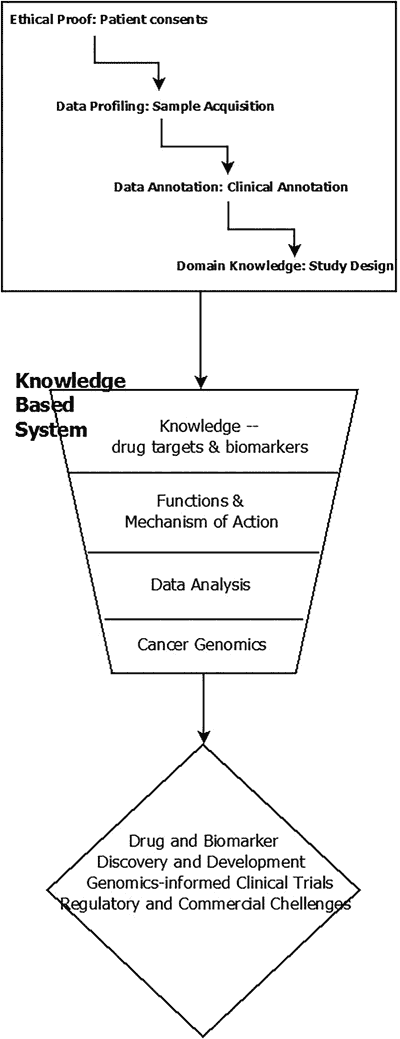 Ethical Proof: Patient consents
Data Profiling: Sample Acquisition
Data Annotation: Clinical Annotation
Domain Knowledge: Study Design
Knowledge
Based
System
Knowledge --
drug targets & biomarkers
Functions &
Mechanism of Action
Data Analysis
Cancer Genomics
Drug and Biomarker
Discovery and Development
Genomics-informed Clinical Trials
Regulatory and Commercial Chellenges